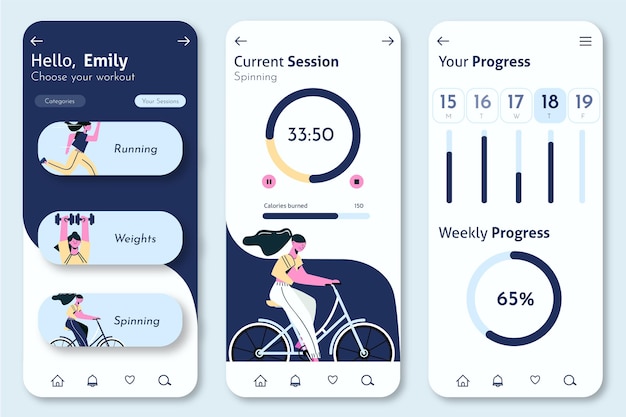 Hello, Emily
Choose your workout
Categories
Your Sessions
Running
Weights
Spinning
Current Session
Spinning
33:50
Calories burned
150
Your Progress
15 16 17 18 19
M T W T F
Weekly Progress
65%